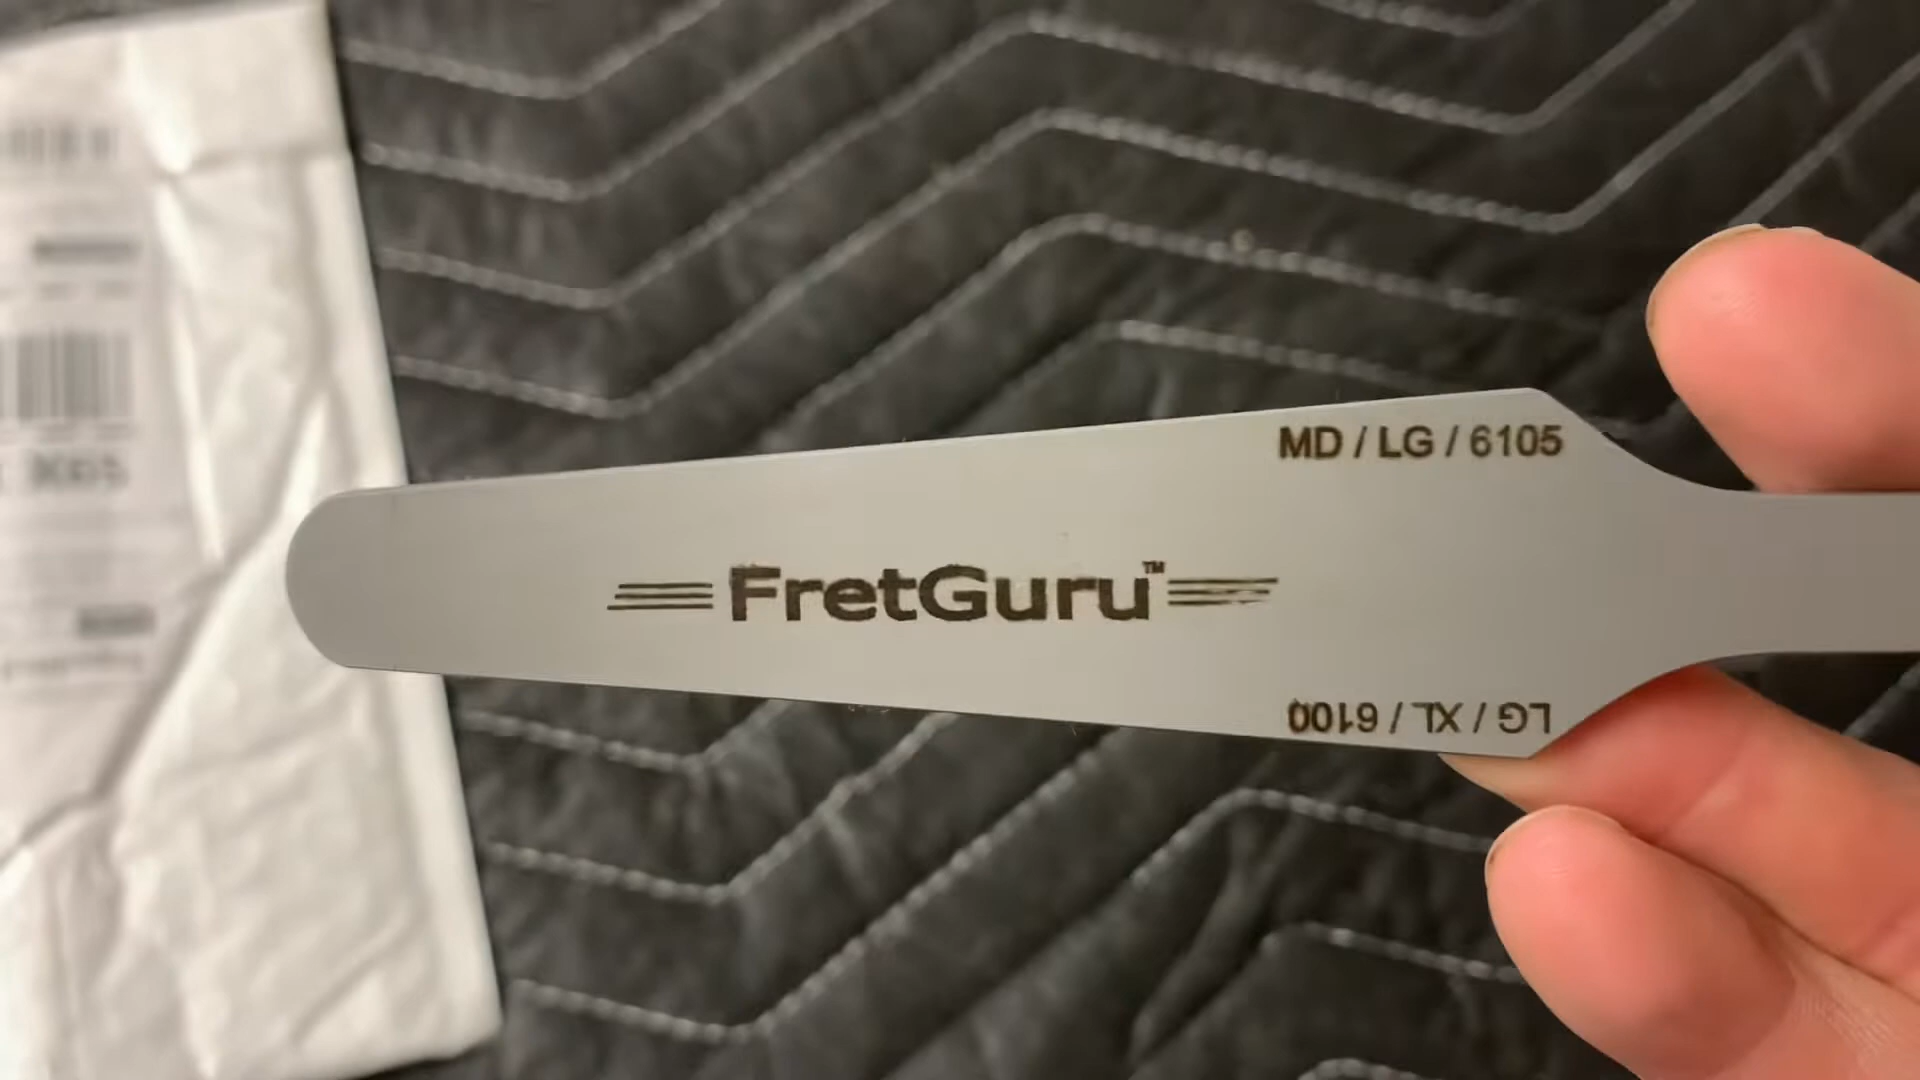 MD / LG / 6105
FretGuru™
LG / XL / 6100